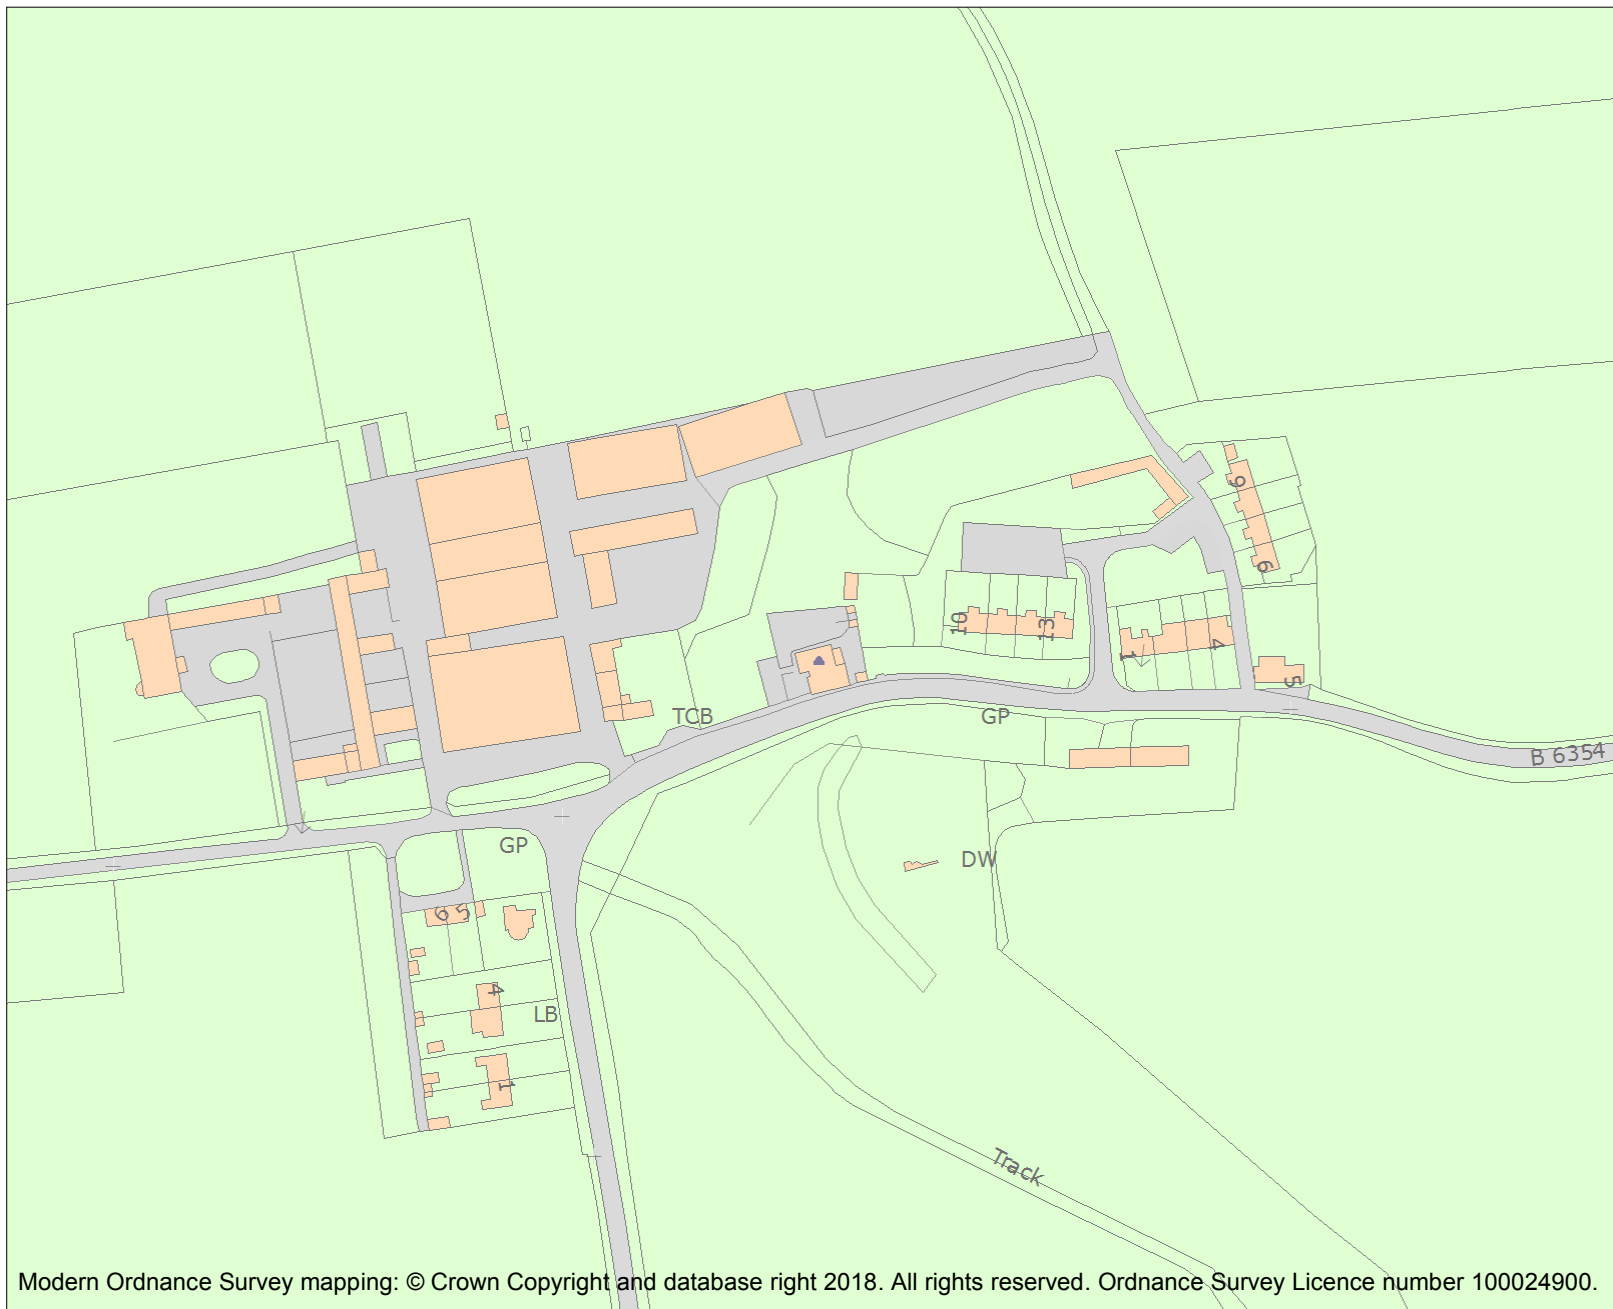 9
6
10
13
1
4
5
TCB
GP
B 6354
GP
DW
6
5
4
LB
1
Track
Modern Ordnance Survey mapping: © Crown Copyright and database right 2018. All rights reserved. Ordnance Survey Licence number 100024900.